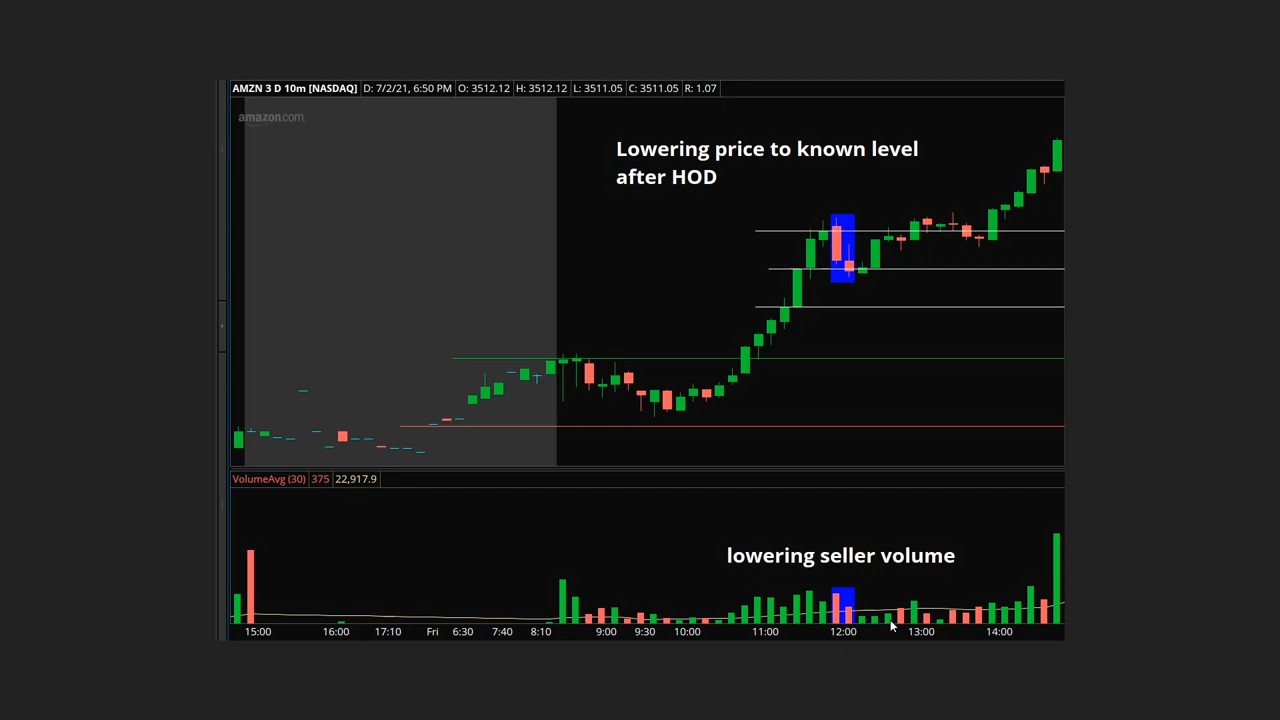 AMZN 3 D 10m [NASDAQ] D: 7/2/21, 6:50 PM O: 3512.12 H: 3512.12 L: 3511.05 C: 3511.05 R: 1.07
amazon.com.
Lowering price to known level
after HOD
VolumeAvg (30) 375 22,917.9
lowering seller volume
15:00 16:00 17:10 Fri 6:30 7:40 8:10 9:00 9:30 10:00 11:00 12:00 13:00 14:00